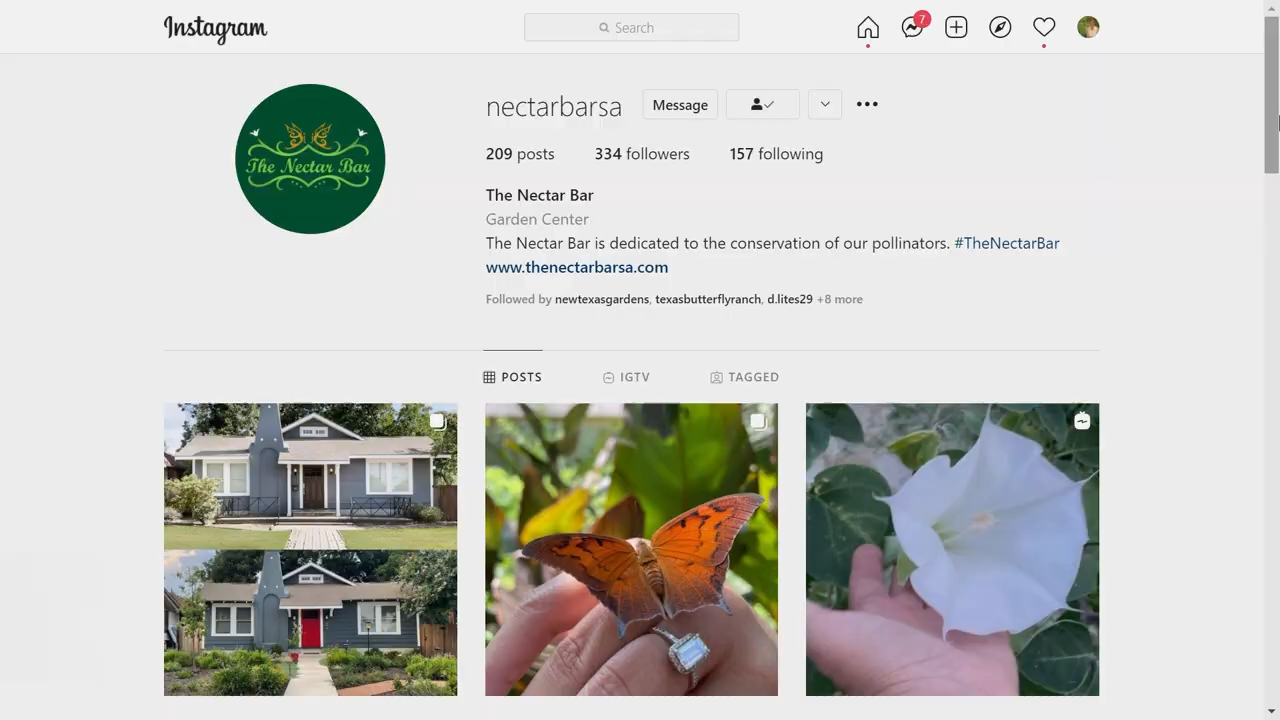 Instagram
Search
7
The Nectar Bar
nectarbarsa
Message
209 posts 334 followers 157 following
The Nectar Bar
Garden Center
The Nectar Bar is dedicated to the conservation of our pollinators. #TheNectarBar
www.thenectarbarsa.com
Followed by newtexasgardens, texasbutterflyranch, d.lites29 +8 more
POSTS IGTV TAGGED